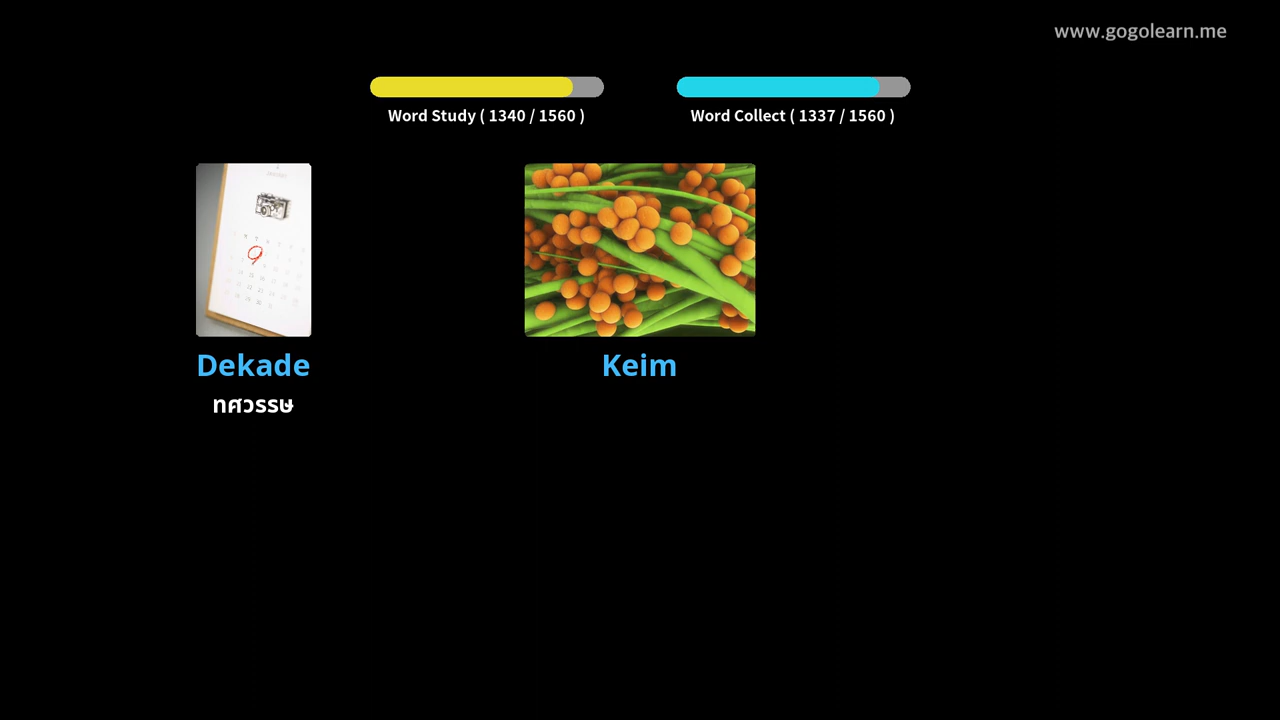 www.gogolearn.me
Word Study ( 1340 / 1560 )
Word Collect ( 1337 / 1560 )
Dekade
Keim
ทศวรรษ